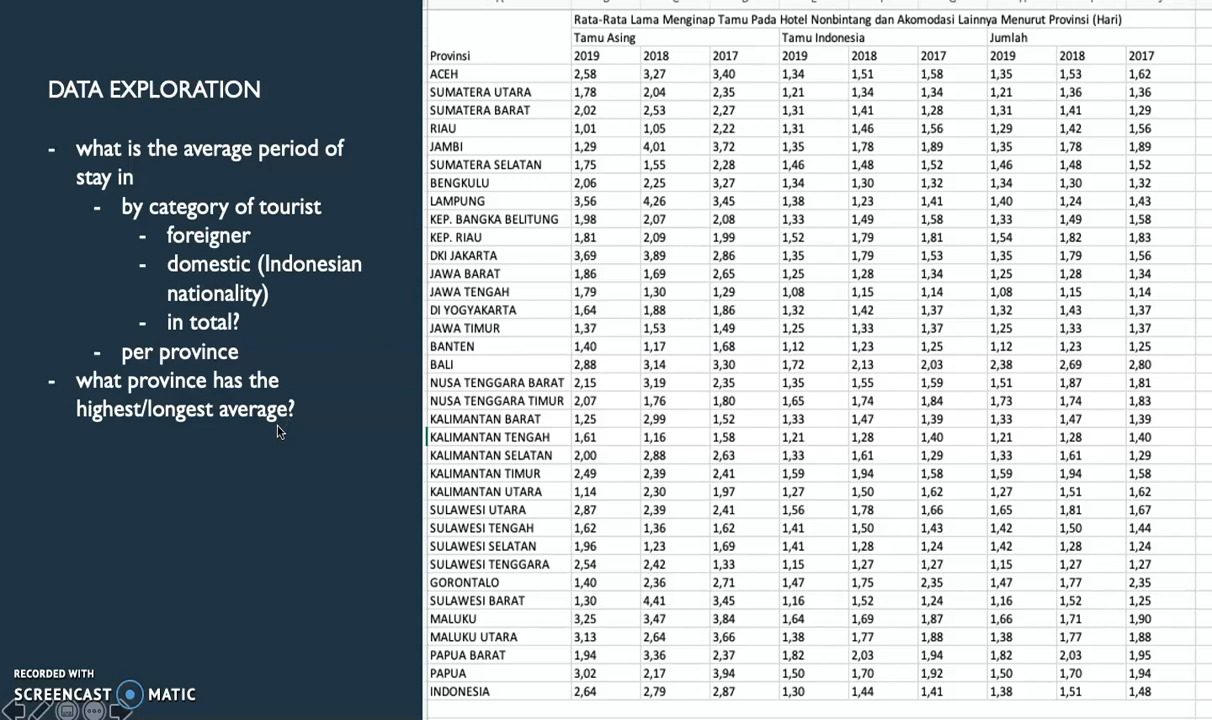 DATA EXPLORATION
- what is the average period of
stay in
- by category of tourist
- foreigner
- domestic (Indonesian
nationality)
- in total?
- per province
- what province has the
highest/longest average?
RECORDED WITH
SCREENCAST MATIC
Rata-Rata Lama Menginap Tamu Pada Hotel Nonbintang dan Akomodasi Lainnya Menurut Provinsi (Hari)
Tamu Asing Tamu Indonesia Jumlah
Provinsi 2019 2018 2017 2019 2018 2017 2019 2018 2017
ACEH 2,58 3,27 3,40 1,34 1,51 1,58 1,35 1,53 1,62
SUMATERA UTARA 1,78 2,04 2,35 1,21 1,34 1,34 1,21 1,36 1,36
SUMATERA BARAT 2,02 2,53 2,27 1,31 1,41 1,28 1,31 1,41 1,29
RIAU 1,01 1,05 2,22 1,31 1,46 1,56 1,29 1,42 1,56
JAMBI 1,29 4,01 3,72 1,35 1,78 1,89 1,35 1,78 1,89
SUMATERA SELATAN 1,75 1,55 2,28 1,46 1,48 1,52 1,46 1,48 1,52
BENGKULU 2,06 2,25 3,27 1,34 1,30 1,32 1,34 1,30 1,32
LAMPUNG 3,56 4,26 3,45 1,38 1,23 1,41 1,40 1,24 1,43
KEP. BANGKA BELITUNG 1,98 2,07 2,08 1,33 1,49 1,58 1,33 1,49 1,58
KEP. RIAU 1,81 2,09 1,99 1,52 1,79 1,81 1,54 1,82 1,83
DKI JAKARTA 3,69 3,89 2,86 1,35 1,79 1,53 1,35 1,79 1,56
JAWA BARAT 1,86 1,69 2,65 1,25 1,28 1,34 1,25 1,28 1,34
JAWA TENGAH 1,79 1,30 1,29 1,08 1,15 1,14 1,08 1,15 1,14
DI YOGYAKARTA 1,64 1,88 1,86 1,32 1,42 1,37 1,32 1,43 1,37
JAWA TIMUR 1,37 1,53 1,49 1,25 1,33 1,37 1,25 1,33 1,37
BANTEN 1,40 1,17 1,68 1,12 1,23 1,25 1,12 1,23 1,25
BALI 2,88 3,14 3,30 1,72 2,13 2,03 2,38 2,69 2,80
NUSA TENGGARA BARAT 2,15 3,19 2,35 1,35 1,55 1,59 1,51 1,87 1,81
NUSA TENGGARA TIMUR 2,07 1,76 1,80 1,65 1,74 1,84 1,73 1,74 1,83
KALIMANTAN BARAT 1,25 2,99 1,52 1,33 1,47 1,39 1,33 1,47 1,39
KALIMANTAN TENGAH 1,61 1,16 1,58 1,21 1,28 1,40 1,21 1,28 1,40
KALIMANTAN SELATAN 2,00 2,88 2,63 1,33 1,61 1,29 1,33 1,61 1,29
KALIMANTAN TIMUR 2,49 2,39 2,41 1,59 1,94 1,58 1,59 1,94 1,58
KALIMANTAN UTARA 1,14 2,30 1,97 1,27 1,50 1,62 1,27 1,51 1,62
SULAWESI UTARA 2,87 2,39 2,41 1,56 1,78 1,66 1,65 1,81 1,67
SULAWESI TENGAH 1,62 1,36 1,62 1,41 1,50 1,43 1,42 1,50 1,44
SULAWESI SELATAN 1,96 1,23 1,69 1,41 1,28 1,24 1,42 1,28 1,24
SULAWESI TENGGARA 2,54 2,42 1,33 1,15 1,27 1,27 1,15 1,27 1,27
GORONTALO 1,40 2,36 2,71 1,47 1,75 2,35 1,47 1,77 2,35
SULAWESI BARAT 1,30 4,41 3,45 1,16 1,52 1,24 1,16 1,52 1,25
MALUKU 3,25 3,47 3,84 1,64 1,69 1,87 1,66 1,71 1,90
MALUKU UTARA 3,13 2,64 3,66 1,38 1,77 1,88 1,38 1,77 1,88
PAPUA BARAT 1,94 3,36 2,37 1,82 2,03 1,94 1,82 2,03 1,95
PAPUA 3,02 2,17 3,94 1,50 1,70 1,92 1,50 1,70 1,94
INDONESIA 2,64 2,79 2,87 1,30 1,44 1,41 1,38 1,51 1,48